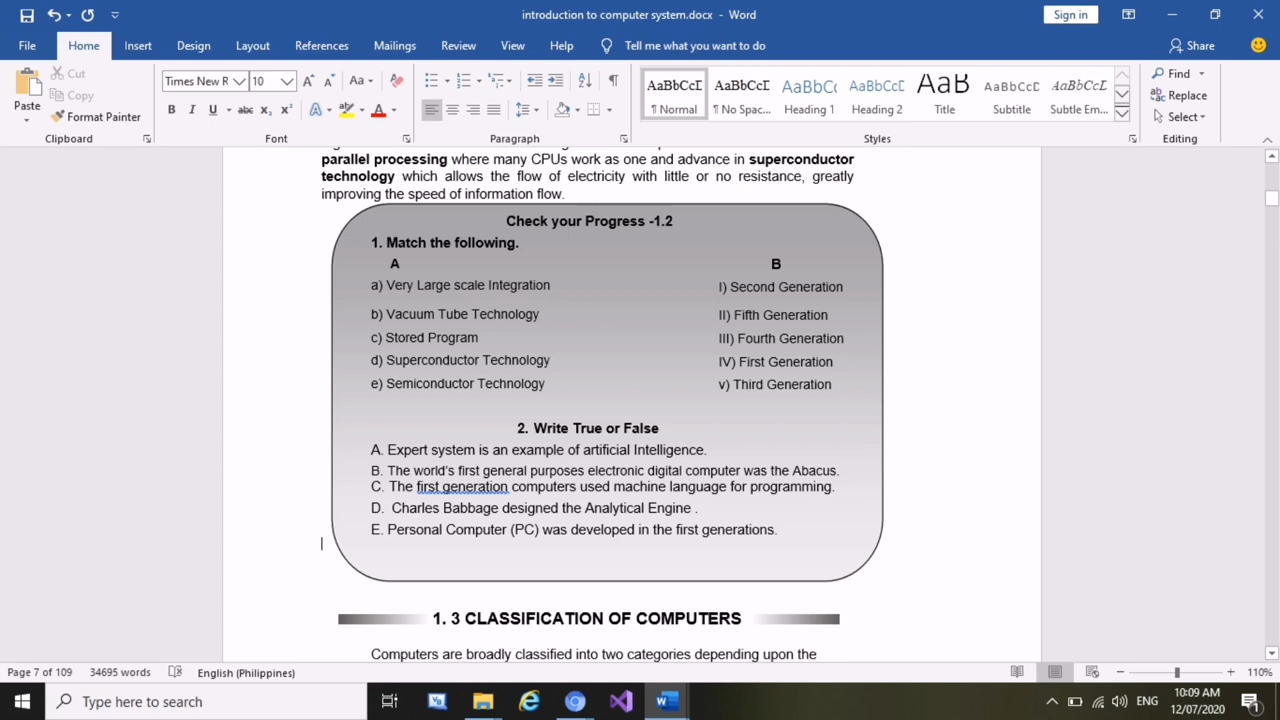 introduction to computer system.docx - Word
Sign in
File Home Insert Design Layout References Mailings Review View Help Tell me what you want to do Share
Cut
Copy
Format Painter
Paste
Times New R 10
Aa
B I U abc x₂ x² A A
AaBbCcI AaBbCcI AaBbCc AaBbCcI AaB AaBbCcD AaBbCcI
¶ Normal ¶ No Spac... Heading 1 Heading 2 Title Subtitle Subtle Em...
Find
Replace
Select
Clipboard Font Paragraph Styles Editing
parallel processing where many CPUs work as one and advance in superconductor
technology which allows the flow of electricity with little or no resistance, greatly
improving the speed of information flow.
Check your Progress -1.2
1. Match the following.
A B
a) Very Large scale Integration I) Second Generation
b) Vacuum Tube Technology II) Fifth Generation
c) Stored Program III) Fourth Generation
d) Superconductor Technology IV) First Generation
e) Semiconductor Technology v) Third Generation
2. Write True or False
A. Expert system is an example of artificial Intelligence.
B. The world's first general purposes electronic digital computer was the Abacus.
C. The first generation computers used machine language for programming.
D. Charles Babbage designed the Analytical Engine .
E. Personal Computer (PC) was developed in the first generations.
1. 3 CLASSIFICATION OF COMPUTERS
Computers are broadly classified into two categories depending upon the
Page 7 of 109 34695 words English (Philippines) 110%
Type here to search
ENG
10:09 AM
12/07/2020
1